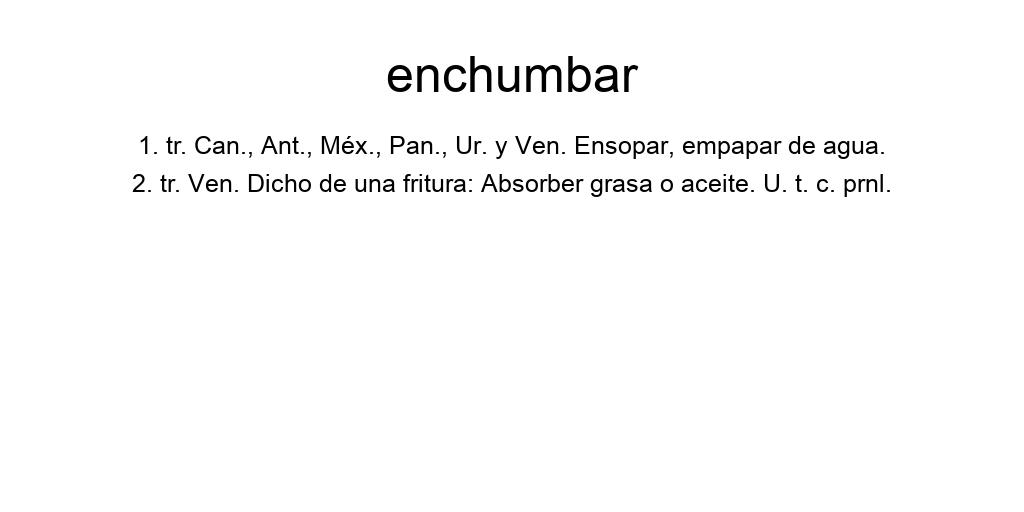 enchumbar
1. tr. Can., Ant., Méx., Pan., Ur. y Ven. Ensopar, empapar de agua.
2. tr. Ven. Dicho de una fritura: Absorber grasa o aceite. U. t. c. prnl.